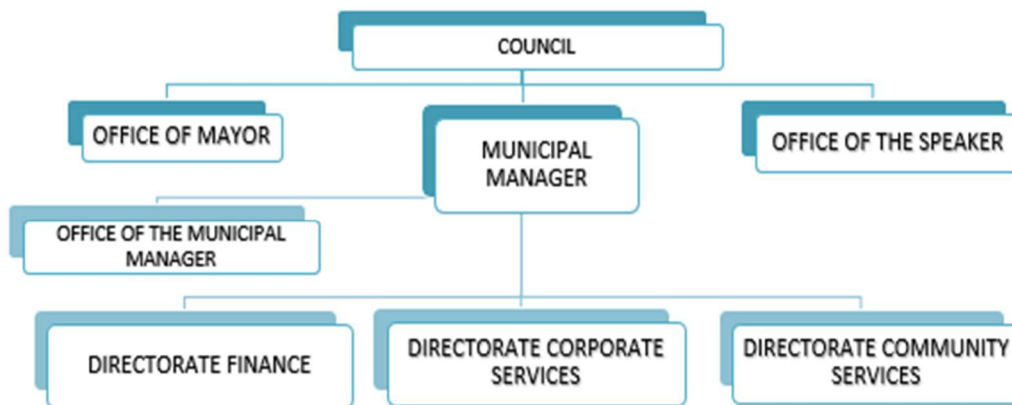 COUNCIL
OFFICE OF MAYOR
MUNICIPAL
MANAGER
OFFICE OF THE SPEAKER
OFFICE OF THE MUNICIPAL
MANAGER
DIRECTORATE FINANCE
DIRECTORATE CORPORATE
SERVICES
DIRECTORATE COMMUNITY
SERVICES